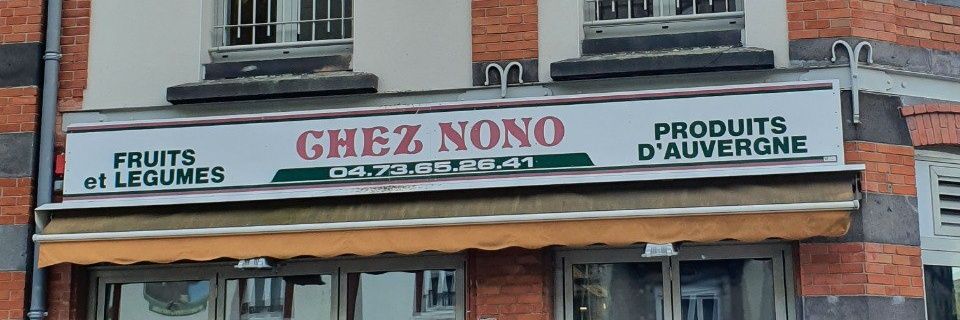 FRUITS
et LEGUMES
CHEZ NONO
04.73.65.26.41
PRODUITS
D'AUVERGNE